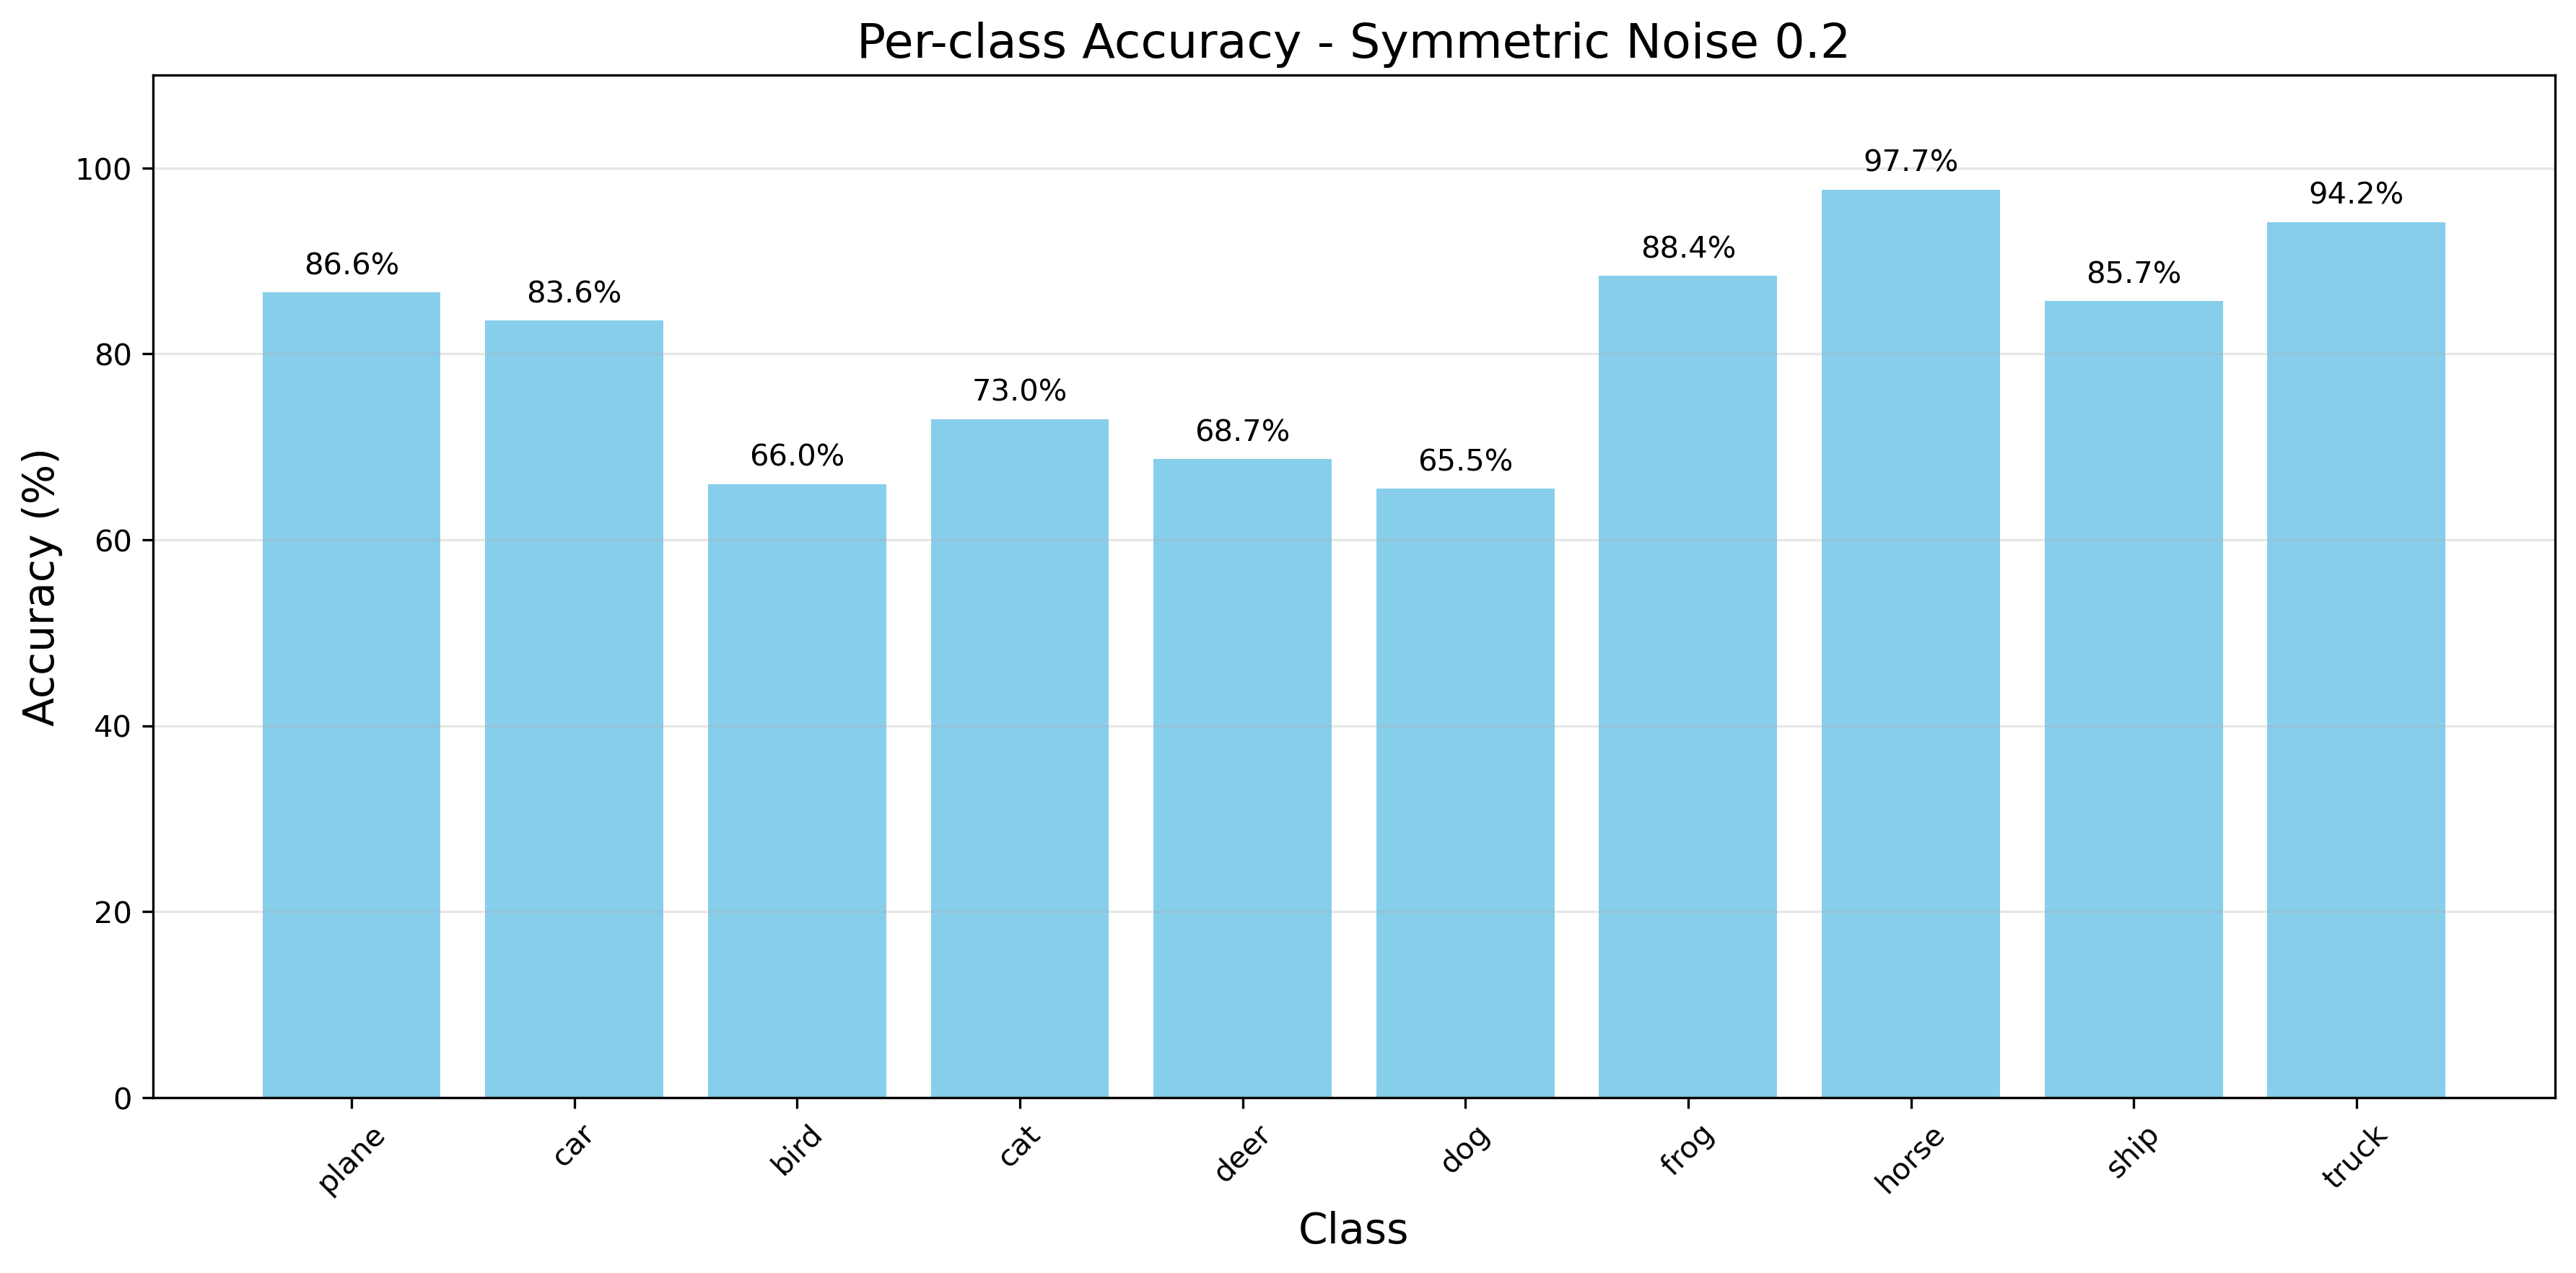 Per-class Accuracy - Symmetric Noise 0.2
Accuracy (%)
100
80
60
40
20
0
86.6%
83.6%
66.0%
73.0%
68.7%
65.5%
88.4%
97.7%
85.7%
94.2%
plane
car
bird
cat
deer
dog
frog
horse
ship
truck
Class